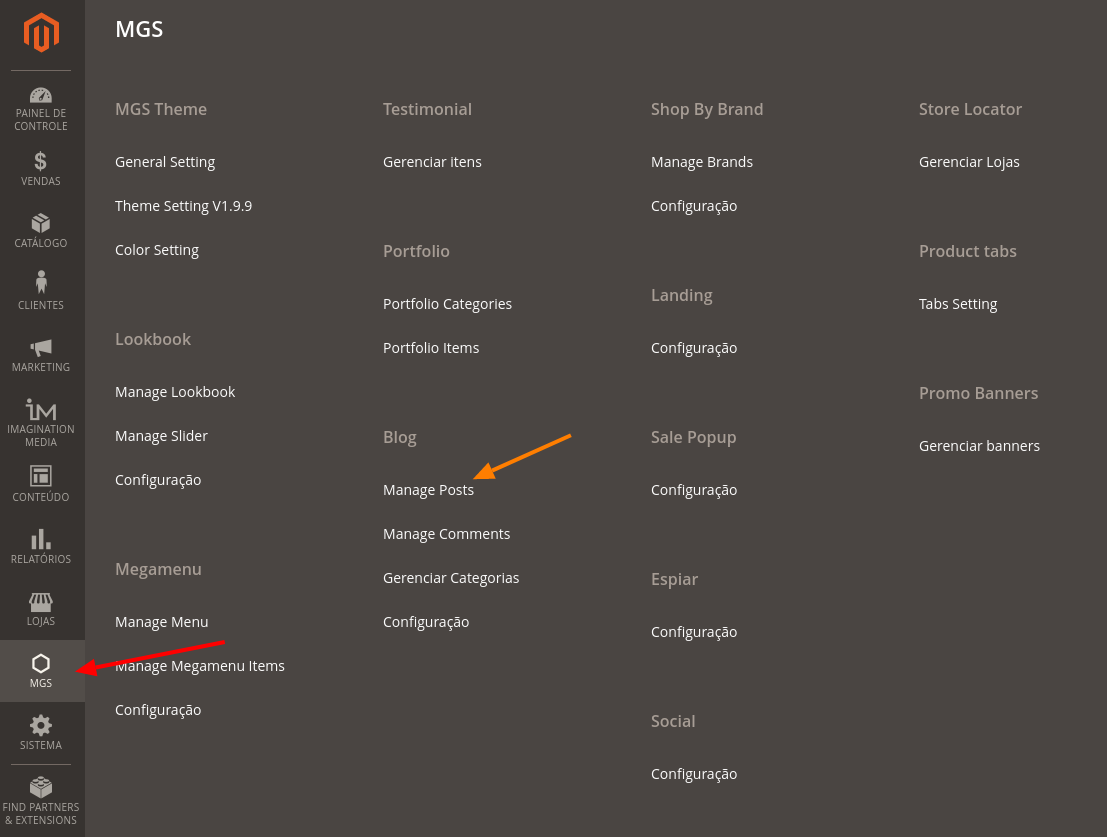 MGS
PAINEL DE
CONTROLE
VENDAS
CATÁLOGO
CLIENTES
MARKETING
iM
IMAGINATION
MEDIA
CONTEÚDO
RELATÓRIOS
LOJAS
MGS
SISTEMA
FIND PARTNERS
& EXTENSIONS
MGS Theme
General Setting
Theme Setting V1.9.9
Color Setting
Lookbook
Manage Lookbook
Manage Slider
Configuração
Megamenu
Manage Menu
Manage Megamenu Items
Configuração
Testimonial
Gerenciar itens
Portfolio
Portfolio Categories
Portfolio Items
Blog
Manage Posts
Manage Comments
Gerenciar Categorias
Configuração
Shop By Brand
Manage Brands
Configuração
Landing
Configuração
Sale Popup
Configuração
Espiar
Configuração
Social
Configuração
Store Locator
Gerenciar Lojas
Product tabs
Tabs Setting
Promo Banners
Gerenciar banners